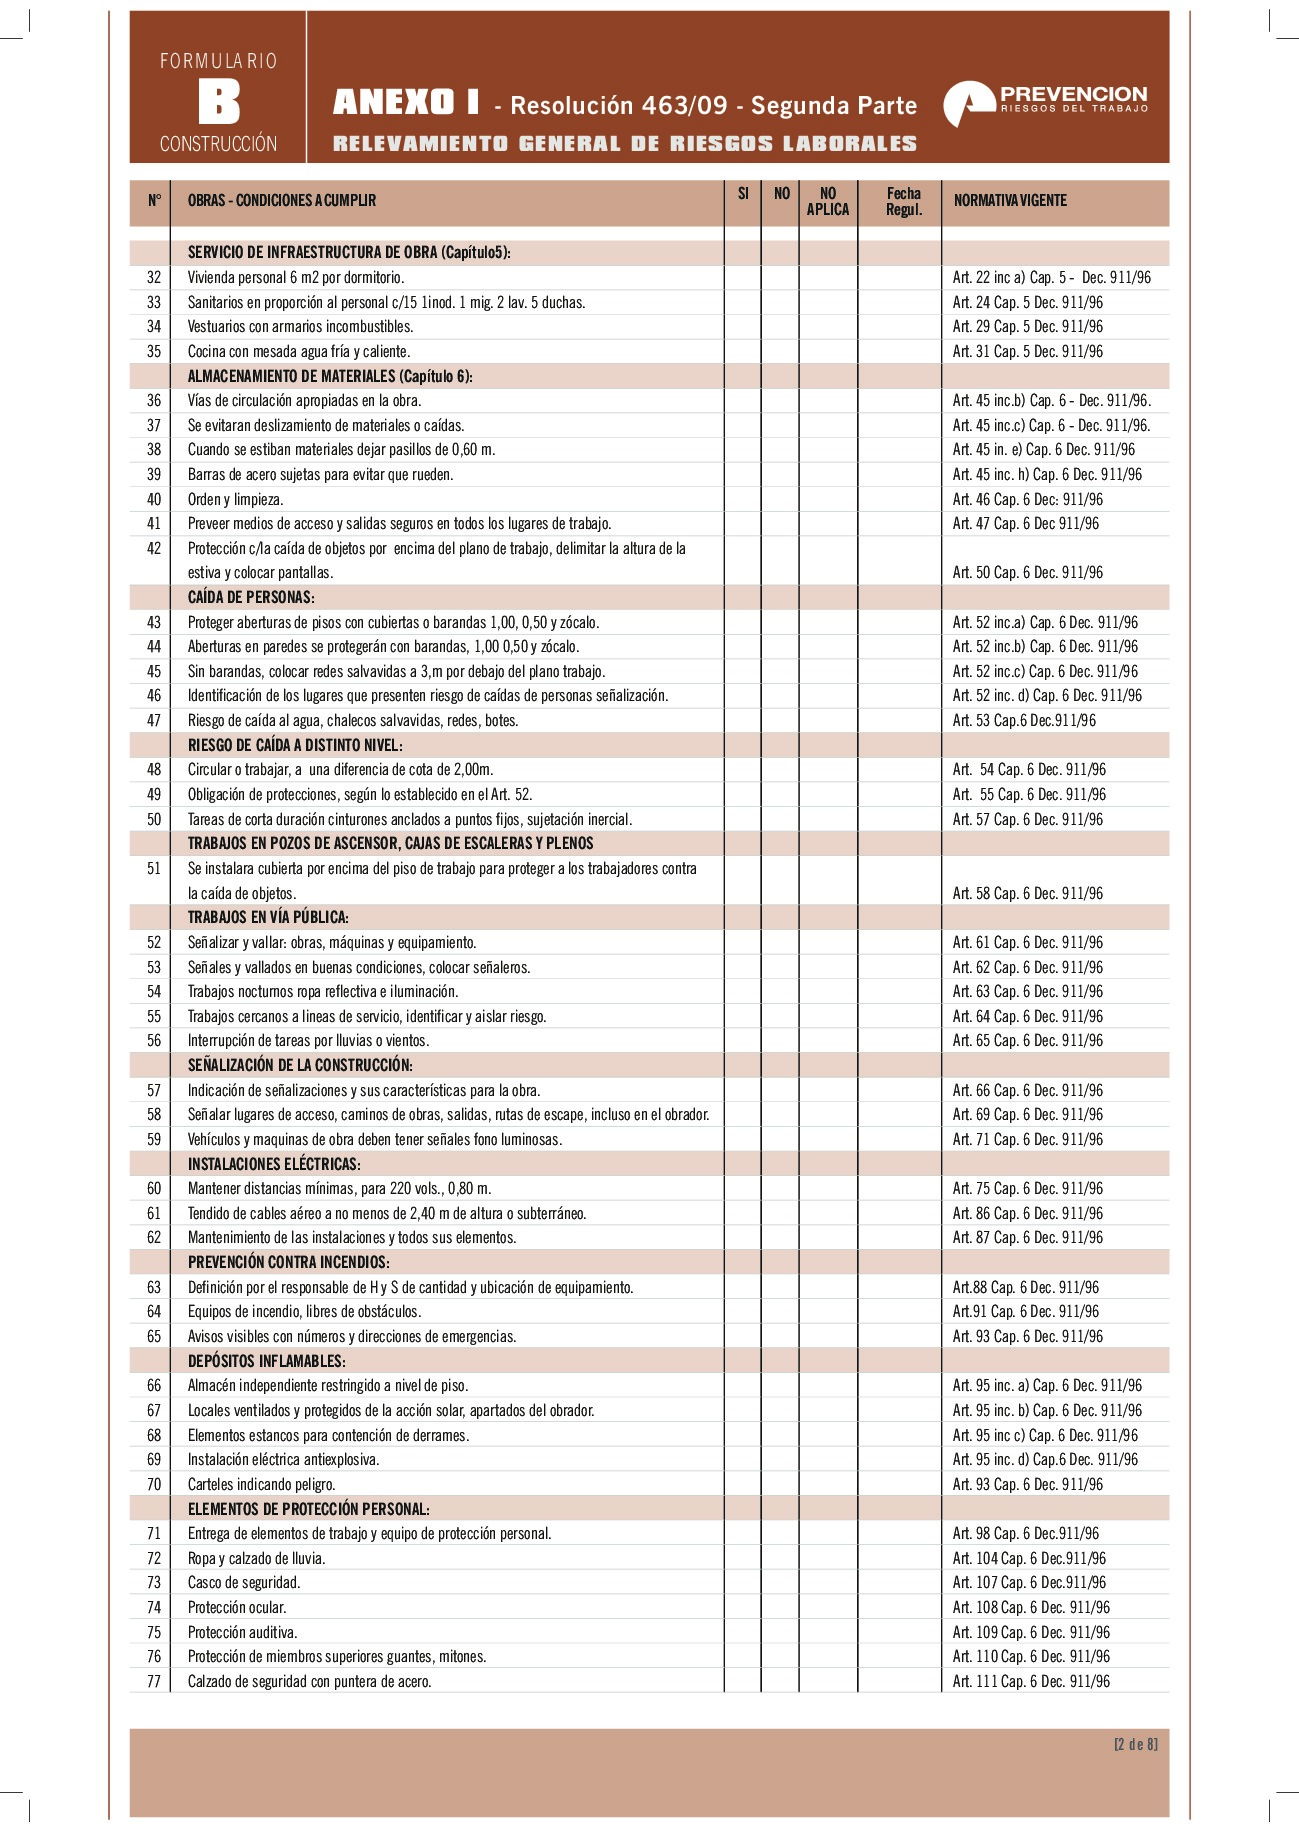 FORMULARIO
B
CONSTRUCCIÓN
ANEXO I - Resolución 463/09 - Segunda Parte
RELEVAMIENTO GENERAL DE RIESGOS LABORALES
PREVENCION
RIESGOS DEL TRABAJO
N° OBRAS - CONDICIONES A CUMPLIR SI NO NO APLICA Fecha Regul. NORMATIVA VIGENTE
SERVICIO DE INFRAESTRUCTURA DE OBRA (Capítulo5):
32 Vivienda personal 6 m2 por dormitorio. Art. 22 inc a) Cap. 5 - Dec. 911/96
33 Sanitarios en proporción al personal c/15 1inod. 1 mig. 2 lav. 5 duchas. Art. 24 Cap. 5 Dec. 911/96
34 Vestuarios con armarios incombustibles. Art. 29 Cap. 5 Dec. 911/96
35 Cocina con mesada agua fría y caliente. Art. 31 Cap. 5 Dec. 911/96
ALMACENAMIENTO DE MATERIALES (Capítulo 6):
36 Vías de circulación apropiadas en la obra. Art. 45 inc.b) Cap. 6 - Dec. 911/96.
37 Se evitaran deslizamiento de materiales o caídas. Art. 45 inc.c) Cap. 6 - Dec. 911/96.
38 Cuando se estiban materiales dejar pasillos de 0,60 m. Art. 45 in. e) Cap. 6 Dec. 911/96
39 Barras de acero sujetas para evitar que rueden. Art. 45 inc. h) Cap. 6 Dec. 911/96
40 Orden y limpieza. Art. 46 Cap. 6 Dec: 911/96
41 Preveer medios de acceso y salidas seguros en todos los lugares de trabajo. Art. 47 Cap. 6 Dec 911/96
42 Protección c/la caída de objetos por encima del plano de trabajo, delimitar la altura de la
estiva y colocar pantallas. Art. 50 Cap. 6 Dec. 911/96
CAÍDA DE PERSONAS:
43 Proteger aberturas de pisos con cubiertas o barandas 1,00, 0,50 y zócalo. Art. 52 inc.a) Cap. 6 Dec. 911/96
44 Aberturas en paredes se protegerán con barandas, 1,00 0,50 y zócalo. Art. 52 inc.b) Cap. 6 Dec. 911/96
45 Sin barandas, colocar redes salvavidas a 3,m por debajo del plano trabajo. Art. 52 inc.c) Cap. 6 Dec. 911/96
46 Identificación de los lugares que presenten riesgo de caídas de personas señalización. Art. 52 inc. d) Cap. 6 Dec. 911/96
47 Riesgo de caída al agua, chalecos salvavidas, redes, botes. Art. 53 Cap.6 Dec.911/96
RIESGO DE CAÍDA A DISTINTO NIVEL:
48 Circular o trabajar, a una diferencia de cota de 2,00m. Art. 54 Cap. 6 Dec. 911/96
49 Obligación de protecciones, según lo establecido en el Art. 52. Art. 55 Cap. 6 Dec. 911/96
50 Tareas de corta duración cinturones anclados a puntos fijos, sujetación inercial. Art. 57 Cap. 6 Dec. 911/96
TRABAJOS EN POZOS DE ASCENSOR, CAJAS DE ESCALERAS Y PLENOS
51 Se instalara cubierta por encima del piso de trabajo para proteger a los trabajadores contra
la caída de objetos. Art. 58 Cap. 6 Dec. 911/96
TRABAJOS EN VÍA PÚBLICA:
52 Señalizar y vallar: obras, máquinas y equipamiento. Art. 61 Cap. 6 Dec. 911/96
53 Señales y vallados en buenas condiciones, colocar señaleros. Art. 62 Cap. 6 Dec. 911/96
54 Trabajos nocturnos ropa reflectiva e iluminación. Art. 63 Cap. 6 Dec. 911/96
55 Trabajos cercanos a lineas de servicio, identificar y aislar riesgo. Art. 64 Cap. 6 Dec. 911/96
56 Interrupción de tareas por lluvias o vientos. Art. 65 Cap. 6 Dec. 911/96
SEÑALIZACIÓN DE LA CONSTRUCCIÓN:
57 Indicación de señalizaciones y sus características para la obra. Art. 66 Cap. 6 Dec. 911/96
58 Señalar lugares de acceso, caminos de obras, salidas, rutas de escape, incluso en el obrador. Art. 69 Cap. 6 Dec. 911/96
59 Vehículos y maquinas de obra deben tener señales fono luminosas. Art. 71 Cap. 6 Dec. 911/96
INSTALACIONES ELÉCTRICAS:
60 Mantener distancias mínimas, para 220 vols., 0,80 m. Art. 75 Cap. 6 Dec. 911/96
61 Tendido de cables aéreo a no menos de 2,40 m de altura o subterráneo. Art. 86 Cap. 6 Dec. 911/96
62 Mantenimiento de las instalaciones y todos sus elementos. Art. 87 Cap. 6 Dec. 911/96
PREVENCIÓN CONTRA INCENDIOS:
63 Definición por el responsable de H y S de cantidad y ubicación de equipamiento. Art.88 Cap. 6 Dec. 911/96
64 Equipos de incendio, libres de obstáculos. Art.91 Cap. 6 Dec. 911/96
65 Avisos visibles con números y direcciones de emergencias. Art. 93 Cap. 6 Dec. 911/96
DEPÓSITOS INFLAMABLES:
66 Almacén independiente restringido a nivel de piso. Art. 95 inc. a) Cap. 6 Dec. 911/96
67 Locales ventilados y protegidos de la acción solar, apartados del obrador. Art. 95 inc. b) Cap. 6 Dec. 911/96
68 Elementos estancos para contención de derrames. Art. 95 inc c) Cap. 6 Dec. 911/96
69 Instalación eléctrica antiexplosiva. Art. 95 inc. d) Cap.6 Dec. 911/96
70 Carteles indicando peligro. Art. 93 Cap. 6 Dec. 911/96
ELEMENTOS DE PROTECCIÓN PERSONAL:
71 Entrega de elementos de trabajo y equipo de protección personal. Art. 98 Cap. 6 Dec.911/96
72 Ropa y calzado de lluvia. Art. 104 Cap. 6 Dec.911/96
73 Casco de seguridad. Art. 107 Cap. 6 Dec.911/96
74 Protección ocular. Art. 108 Cap. 6 Dec. 911/96
75 Protección auditiva. Art. 109 Cap. 6 Dec. 911/96
76 Protección de miembros superiores guantes, mitones. Art. 110 Cap. 6 Dec. 911/96
77 Calzado de seguridad con puntera de acero. Art. 111 Cap. 6 Dec. 911/96
[2 de 8]